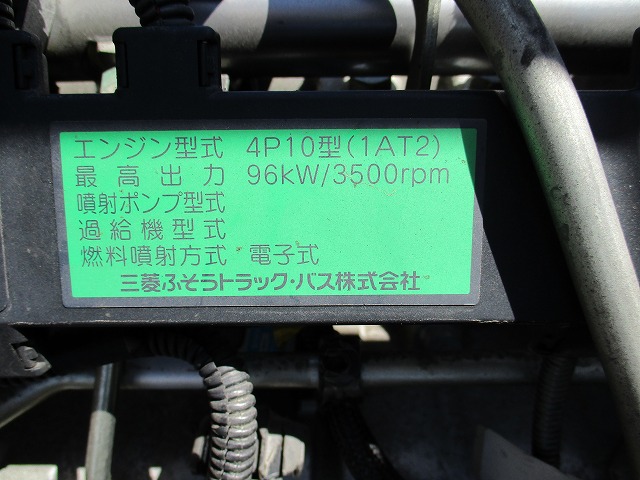 エンジン型式 4P10型(1AT2)
最高出力 96kW/3500rpm
噴射ポンプ型式
過給機型式
燃料噴射方式 電子式
三菱ふそうトラック・バス株式会社